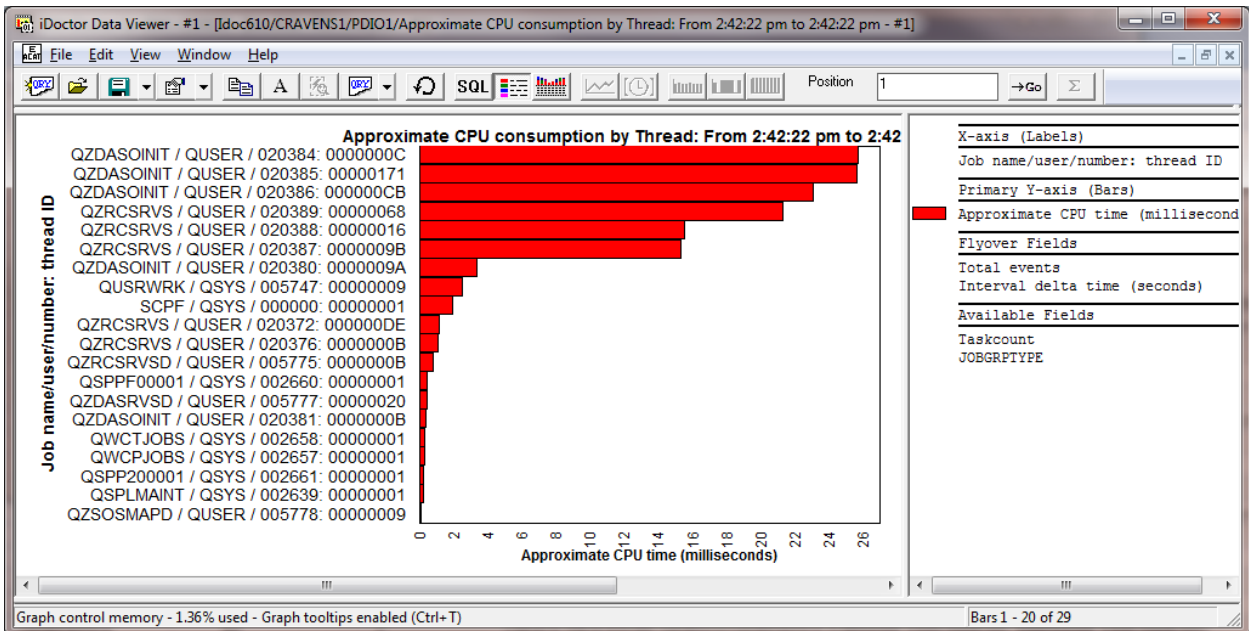 iDoctor Data Viewer - #1 - [Idoc610/CRAVENS1/PDIO1/Approximate CPU consumption by Thread: From 2:42:22 pm to 2:42:22 pm - #1]
File Edit View Window Help
QRY A QRY SQL Position 1 →Go Σ
Approximate CPU consumption by Thread: From 2:42:22 pm to 2:42
Job name/user/number: thread ID
QZDASOINIT / QUSER / 020384: 0000000C
QZDASOINIT / QUSER / 020385: 00000171
QZDASOINIT / QUSER / 020386: 000000CB
QZRCSRVS / QUSER / 020389: 00000068
QZRCSRVS / QUSER / 020388: 00000016
QZRCSRVS / QUSER / 020387: 0000009B
QZDASOINIT / QUSER / 020380: 0000009A
QUSRWRK / QSYS / 005747: 00000009
SCPF / QSYS / 000000: 00000001
QZRCSRVS / QUSER / 020372: 000000DE
QZRCSRVS / QUSER / 020376: 0000000B
QZRCSRVSD / QUSER / 005775: 0000000B
QSPPF00001 / QSYS / 002660: 00000001
QZDASRVSD / QUSER / 005777: 00000020
QZDASOINIT / QUSER / 020381: 0000000B
QWCTJOBS / QSYS / 002658: 00000001
QWCPJOBS / QSYS / 002657: 00000001
QSPP200001 / QSYS / 002661: 00000001
QSPLMAINT / QSYS / 002639: 00000001
QZSOSMAPD / QUSER / 005778: 00000009
0 2 4 6 8 10 12 14 16 18 20 22 24 26
Approximate CPU time (milliseconds)
X-axis (Labels)
Job name/user/number: thread ID
Primary Y-axis (Bars)
Approximate CPU time (millisecond
Flyover Fields
Total events
Interval delta time (seconds)
Available Fields
Taskcount
JOBGRPTYPE
Graph control memory - 1.36% used - Graph tooltips enabled (Ctrl+T)
Bars 1 - 20 of 29